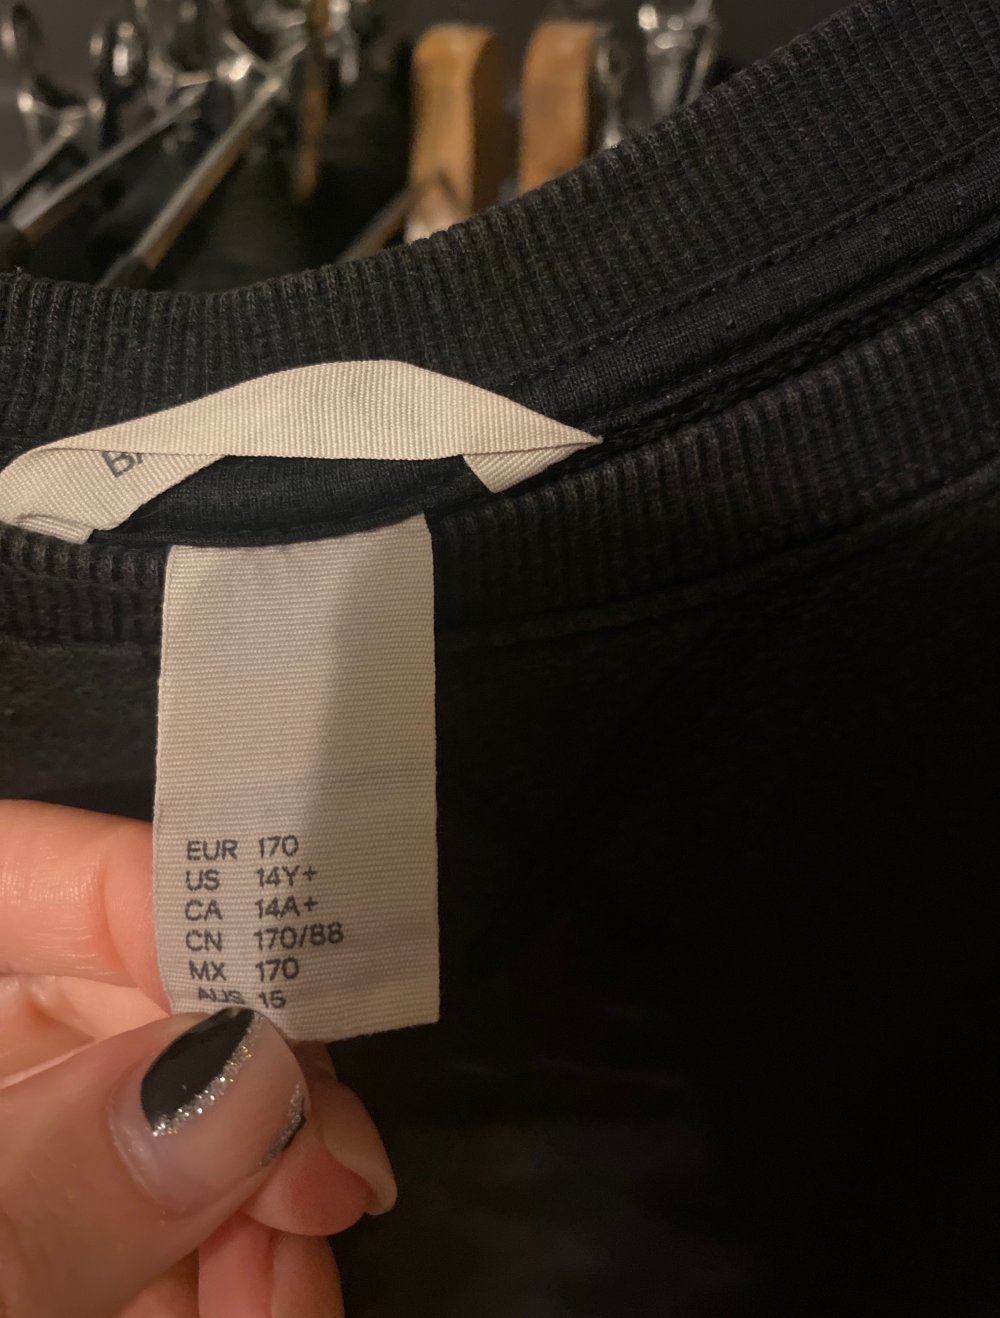 EUR 170
US 14Y+
CA 14A+
CN 170/88
MX 170
AUS 15